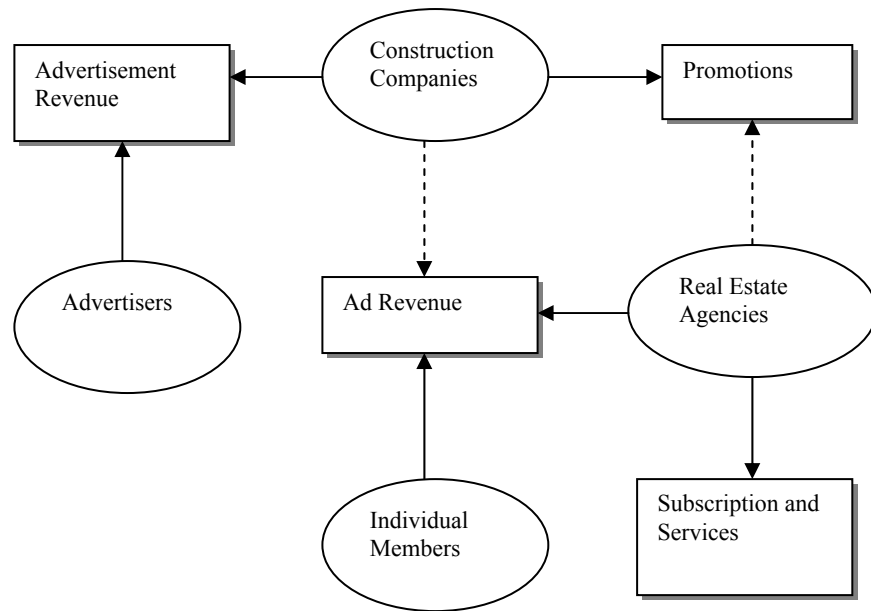 Advertisement
Revenue
Construction
Companies
Promotions
Advertisers
Ad Revenue
Real Estate
Agencies
Individual
Members
Subscription and
Services